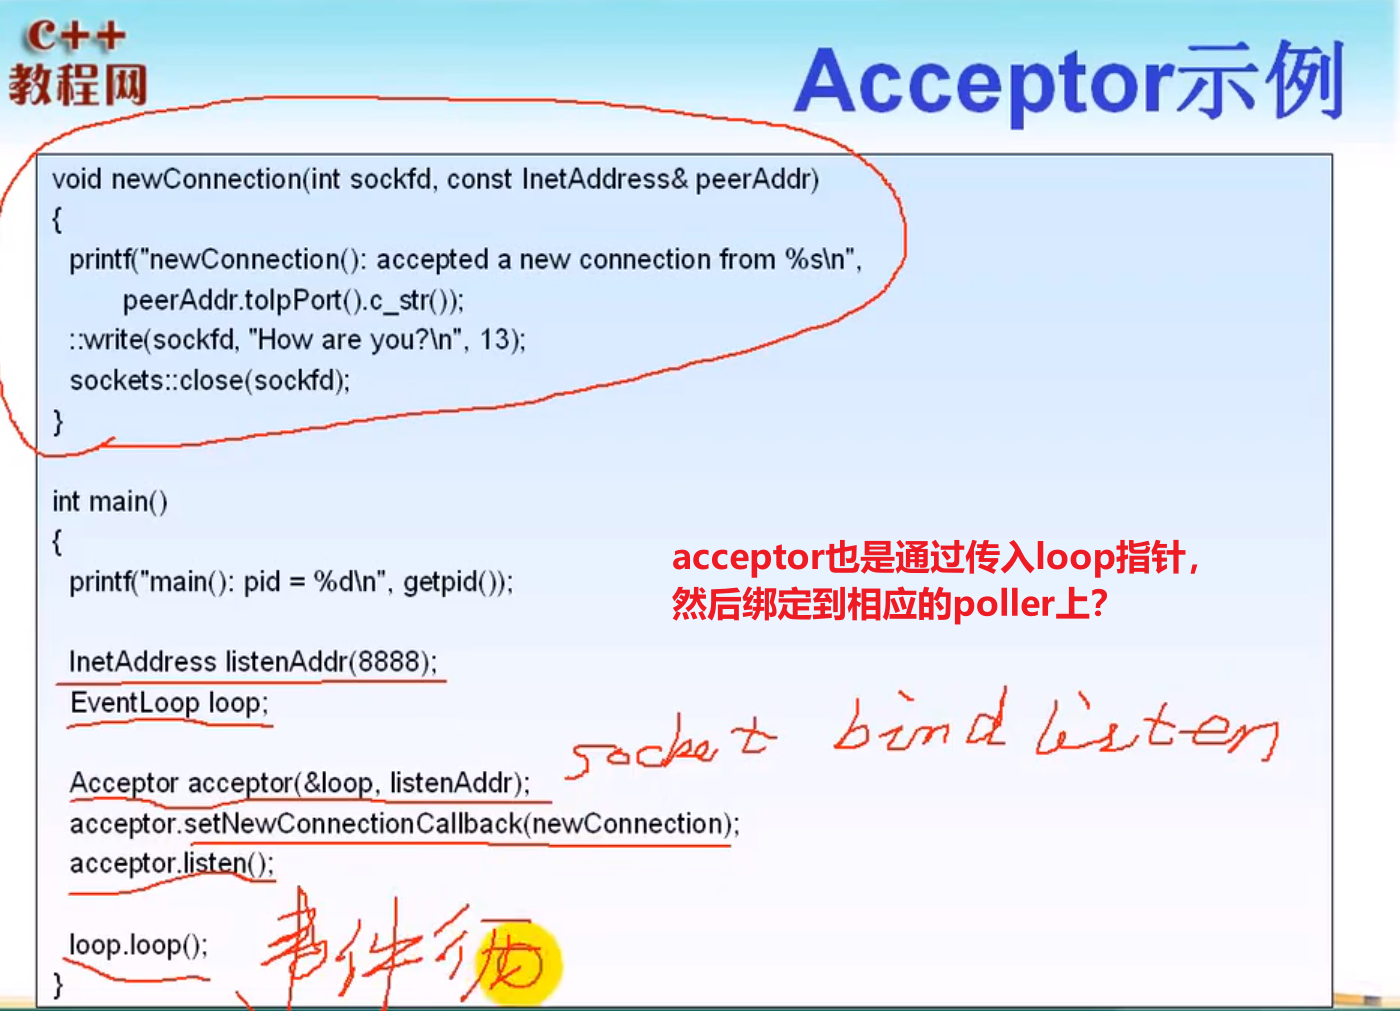 c++
教程网
Acceptor示例
void newConnection(int sockfd, const InetAddress& peerAddr)
{
printf("newConnection(): accepted a new connection from %s\n",
peerAddr.toIpPort().c_str());
::write(sockfd, "How are you?\n", 13);
sockets::close(sockfd);
}
int main()
{
printf("main(): pid = %d\n", getpid());
acceptor也是通过传入loop指针，
然后绑定到相应的poller上？
InetAddress listenAddr(8888);
EventLoop loop;
socket bind listen
Acceptor acceptor(&loop, listenAddr);
acceptor.setNewConnectionCallback(newConnection);
acceptor.listen();
loop.loop();
事件循
}